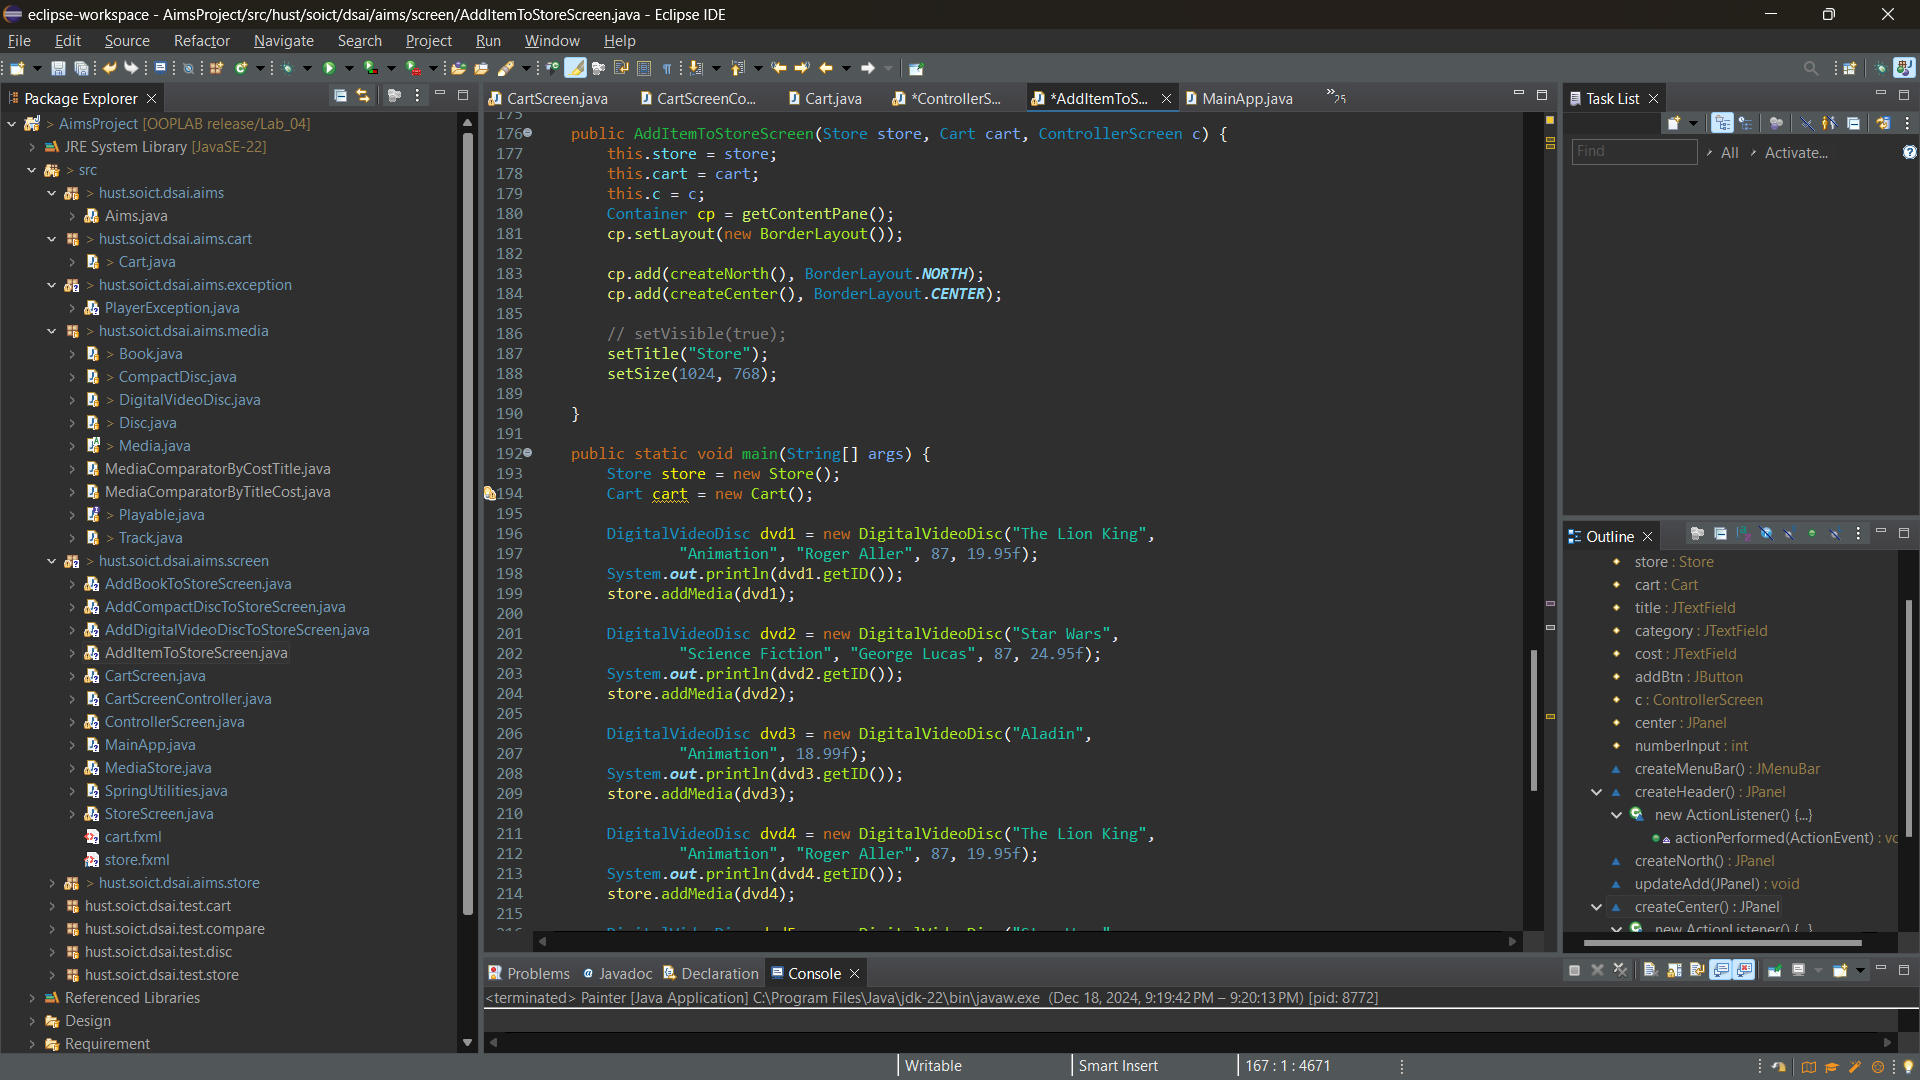 eclipse-workspace - AimsProject/src/hust/soict/dsai/aims/screen/AddItemToStoreScreen.java - Eclipse IDE
File Edit Source Refactor Navigate Search Project Run Window Help
Package Explorer
> AimsProject [OOPLAB release/Lab_04]
JRE System Library [JavaSE-22]
> src
> hust.soict.dsai.aims
Aims.java
> hust.soict.dsai.aims.cart
> Cart.java
> hust.soict.dsai.aims.exception
PlayerException.java
> hust.soict.dsai.aims.media
> Book.java
> CompactDisc.java
> DigitalVideoDisc.java
> Disc.java
> Media.java
MediaComparatorByCostTitle.java
MediaComparatorByTitleCost.java
> Playable.java
> Track.java
> hust.soict.dsai.aims.screen
AddBookToStoreScreen.java
AddCompactDiscToStoreScreen.java
AddDigitalVideoDiscToStoreScreen.java
AddItemToStoreScreen.java
CartScreen.java
CartScreenController.java
ControllerScreen.java
MainApp.java
MediaStore.java
SpringUtilities.java
StoreScreen.java
cart.fxml
store.fxml
> hust.soict.dsai.aims.store
hust.soict.dsai.test.cart
hust.soict.dsai.test.compare
hust.soict.dsai.test.disc
hust.soict.dsai.test.store
Referenced Libraries
Design
Requirement
CartScreen.java CartScreenCo... Cart.java *ControllerS... *AddItemToS... MainApp.java »25
175
176 public AddItemToStoreScreen(Store store, Cart cart, ControllerScreen c) {
177 this.store = store;
178 this.cart = cart;
179 this.c = c;
180 Container cp = getContentPane();
181 cp.setLayout(new BorderLayout());
182
183 cp.add(createNorth(), BorderLayout.NORTH);
184 cp.add(createCenter(), BorderLayout.CENTER);
185
186 // setVisible(true);
187 setTitle("Store");
188 setSize(1024, 768);
189
190 }
191
192 public static void main(String[] args) {
193 Store store = new Store();
194 Cart cart = new Cart();
195
196 DigitalVideoDisc dvd1 = new DigitalVideoDisc("The Lion King",
197 "Animation", "Roger Aller", 87, 19.95f);
198 System.out.println(dvd1.getID());
199 store.addMedia(dvd1);
200
201 DigitalVideoDisc dvd2 = new DigitalVideoDisc("Star Wars",
202 "Science Fiction", "George Lucas", 87, 24.95f);
203 System.out.println(dvd2.getID());
204 store.addMedia(dvd2);
205
206 DigitalVideoDisc dvd3 = new DigitalVideoDisc("Aladin",
207 "Animation", 18.99f);
208 System.out.println(dvd3.getID());
209 store.addMedia(dvd3);
210
211 DigitalVideoDisc dvd4 = new DigitalVideoDisc("The Lion King",
212 "Animation", "Roger Aller", 87, 19.95f);
213 System.out.println(dvd4.getID());
214 store.addMedia(dvd4);
215
Task List
Find All Activate...
Outline
store : Store
cart : Cart
title : JTextField
category : JTextField
cost : JTextField
addBtn : JButton
c : ControllerScreen
center : JPanel
numberInput : int
createMenuBar() : JMenuBar
createHeader() : JPanel
new ActionListener() {...}
actionPerformed(ActionEvent) : vo
createNorth() : JPanel
updateAdd(JPanel) : void
createCenter() : JPanel
new ActionListener() {...}
Problems Javadoc Declaration Console
<terminated> Painter [Java Application] C:\Program Files\Java\jdk-22\bin\javaw.exe (Dec 18, 2024, 9:19:42 PM – 9:20:13 PM) [pid: 8772]
Writable Smart Insert 167 : 1 : 4671